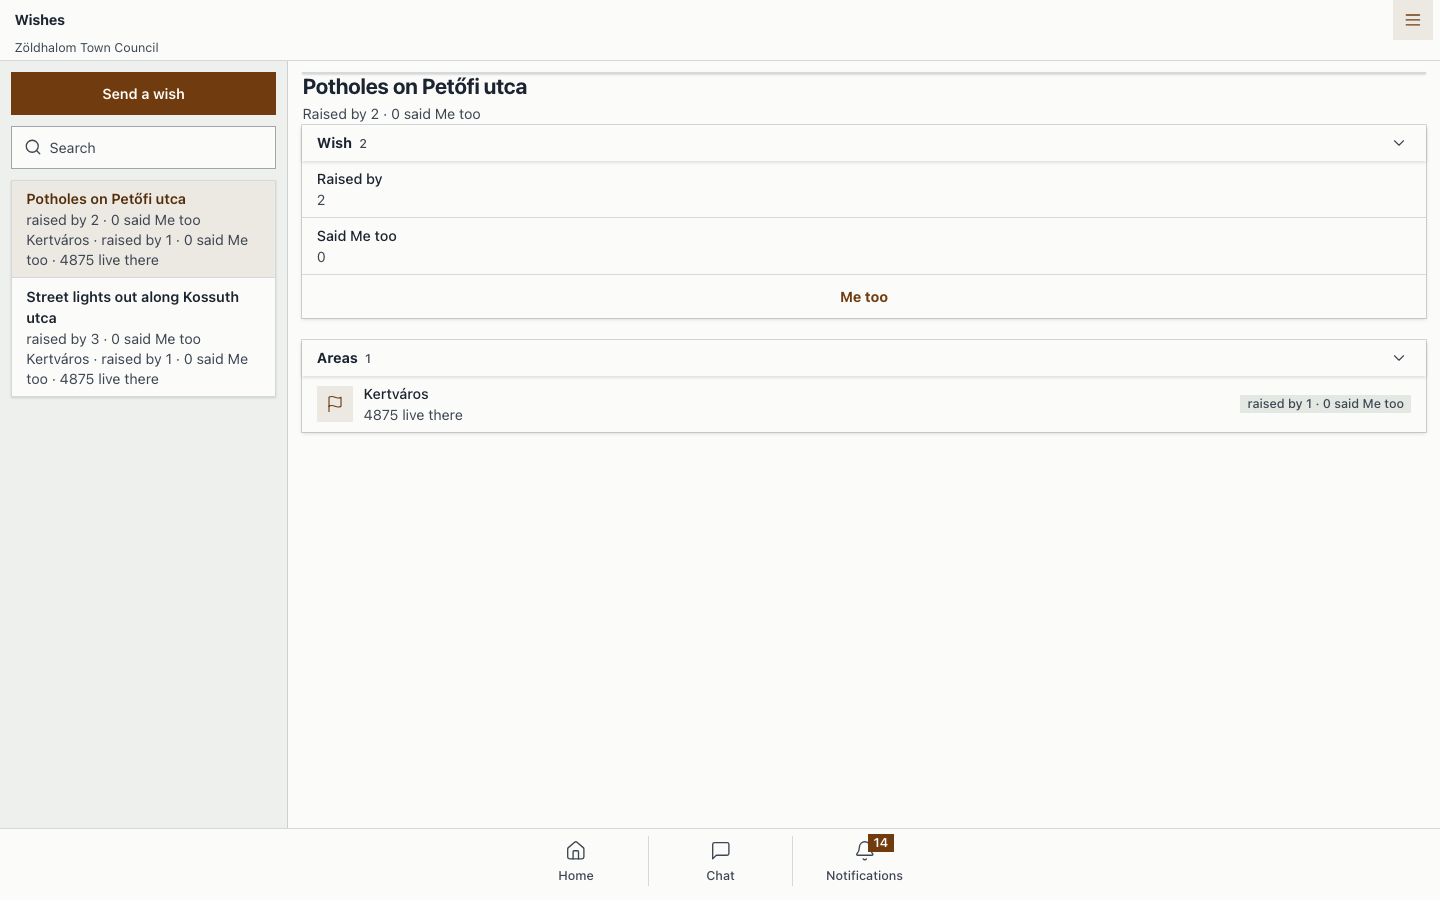 Wishes
Zöldhalom Town Council
Send a wish
Search
Potholes on Petőfi utca
raised by 2 · 0 said Me too
Kertváros · raised by 1 · 0 said Me
too · 4875 live there
Street lights out along Kossuth
utca
raised by 3 · 0 said Me too
Kertváros · raised by 1 · 0 said Me
too · 4875 live there
Potholes on Petőfi utca
Raised by 2 · 0 said Me too
Wish 2
Raised by
2
Said Me too
0
Me too
Areas 1
Kertváros
4875 live there
raised by 1 · 0 said Me too
Home
Chat
14
Notifications